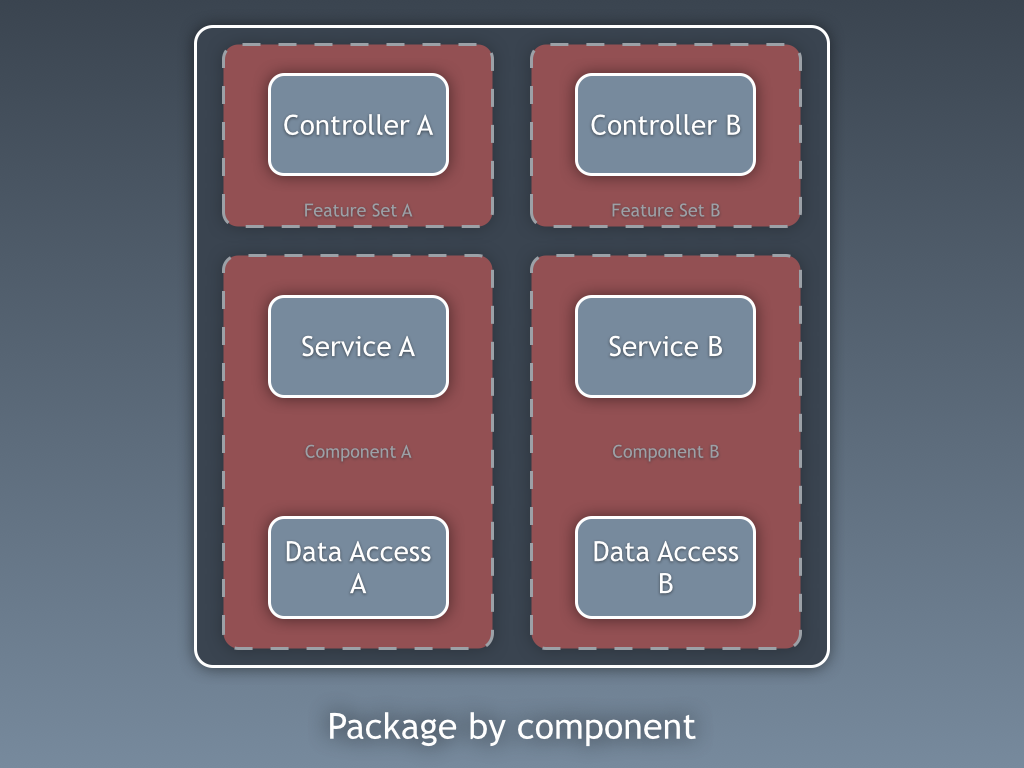 Controller A
Controller B
Feature Set A
Feature Set B
Service A
Service B
Component A
Component B
Data Access
A
Data Access
B
Package by component